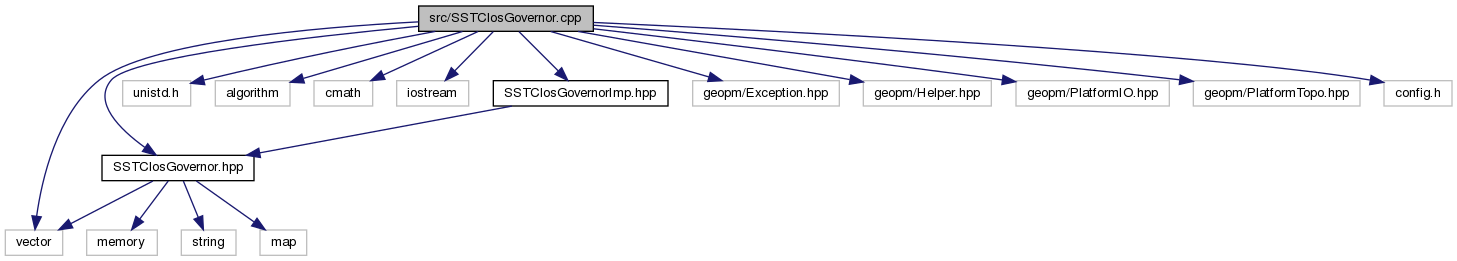 src/SSTClosGovernor.cpp
unistd.h
algorithm
cmath
iostream
SSTClosGovernorImp.hpp
geopm/Exception.hpp
geopm/Helper.hpp
geopm/PlatformIO.hpp
geopm/PlatformTopo.hpp
config.h
SSTClosGovernor.hpp
vector
memory
string
map